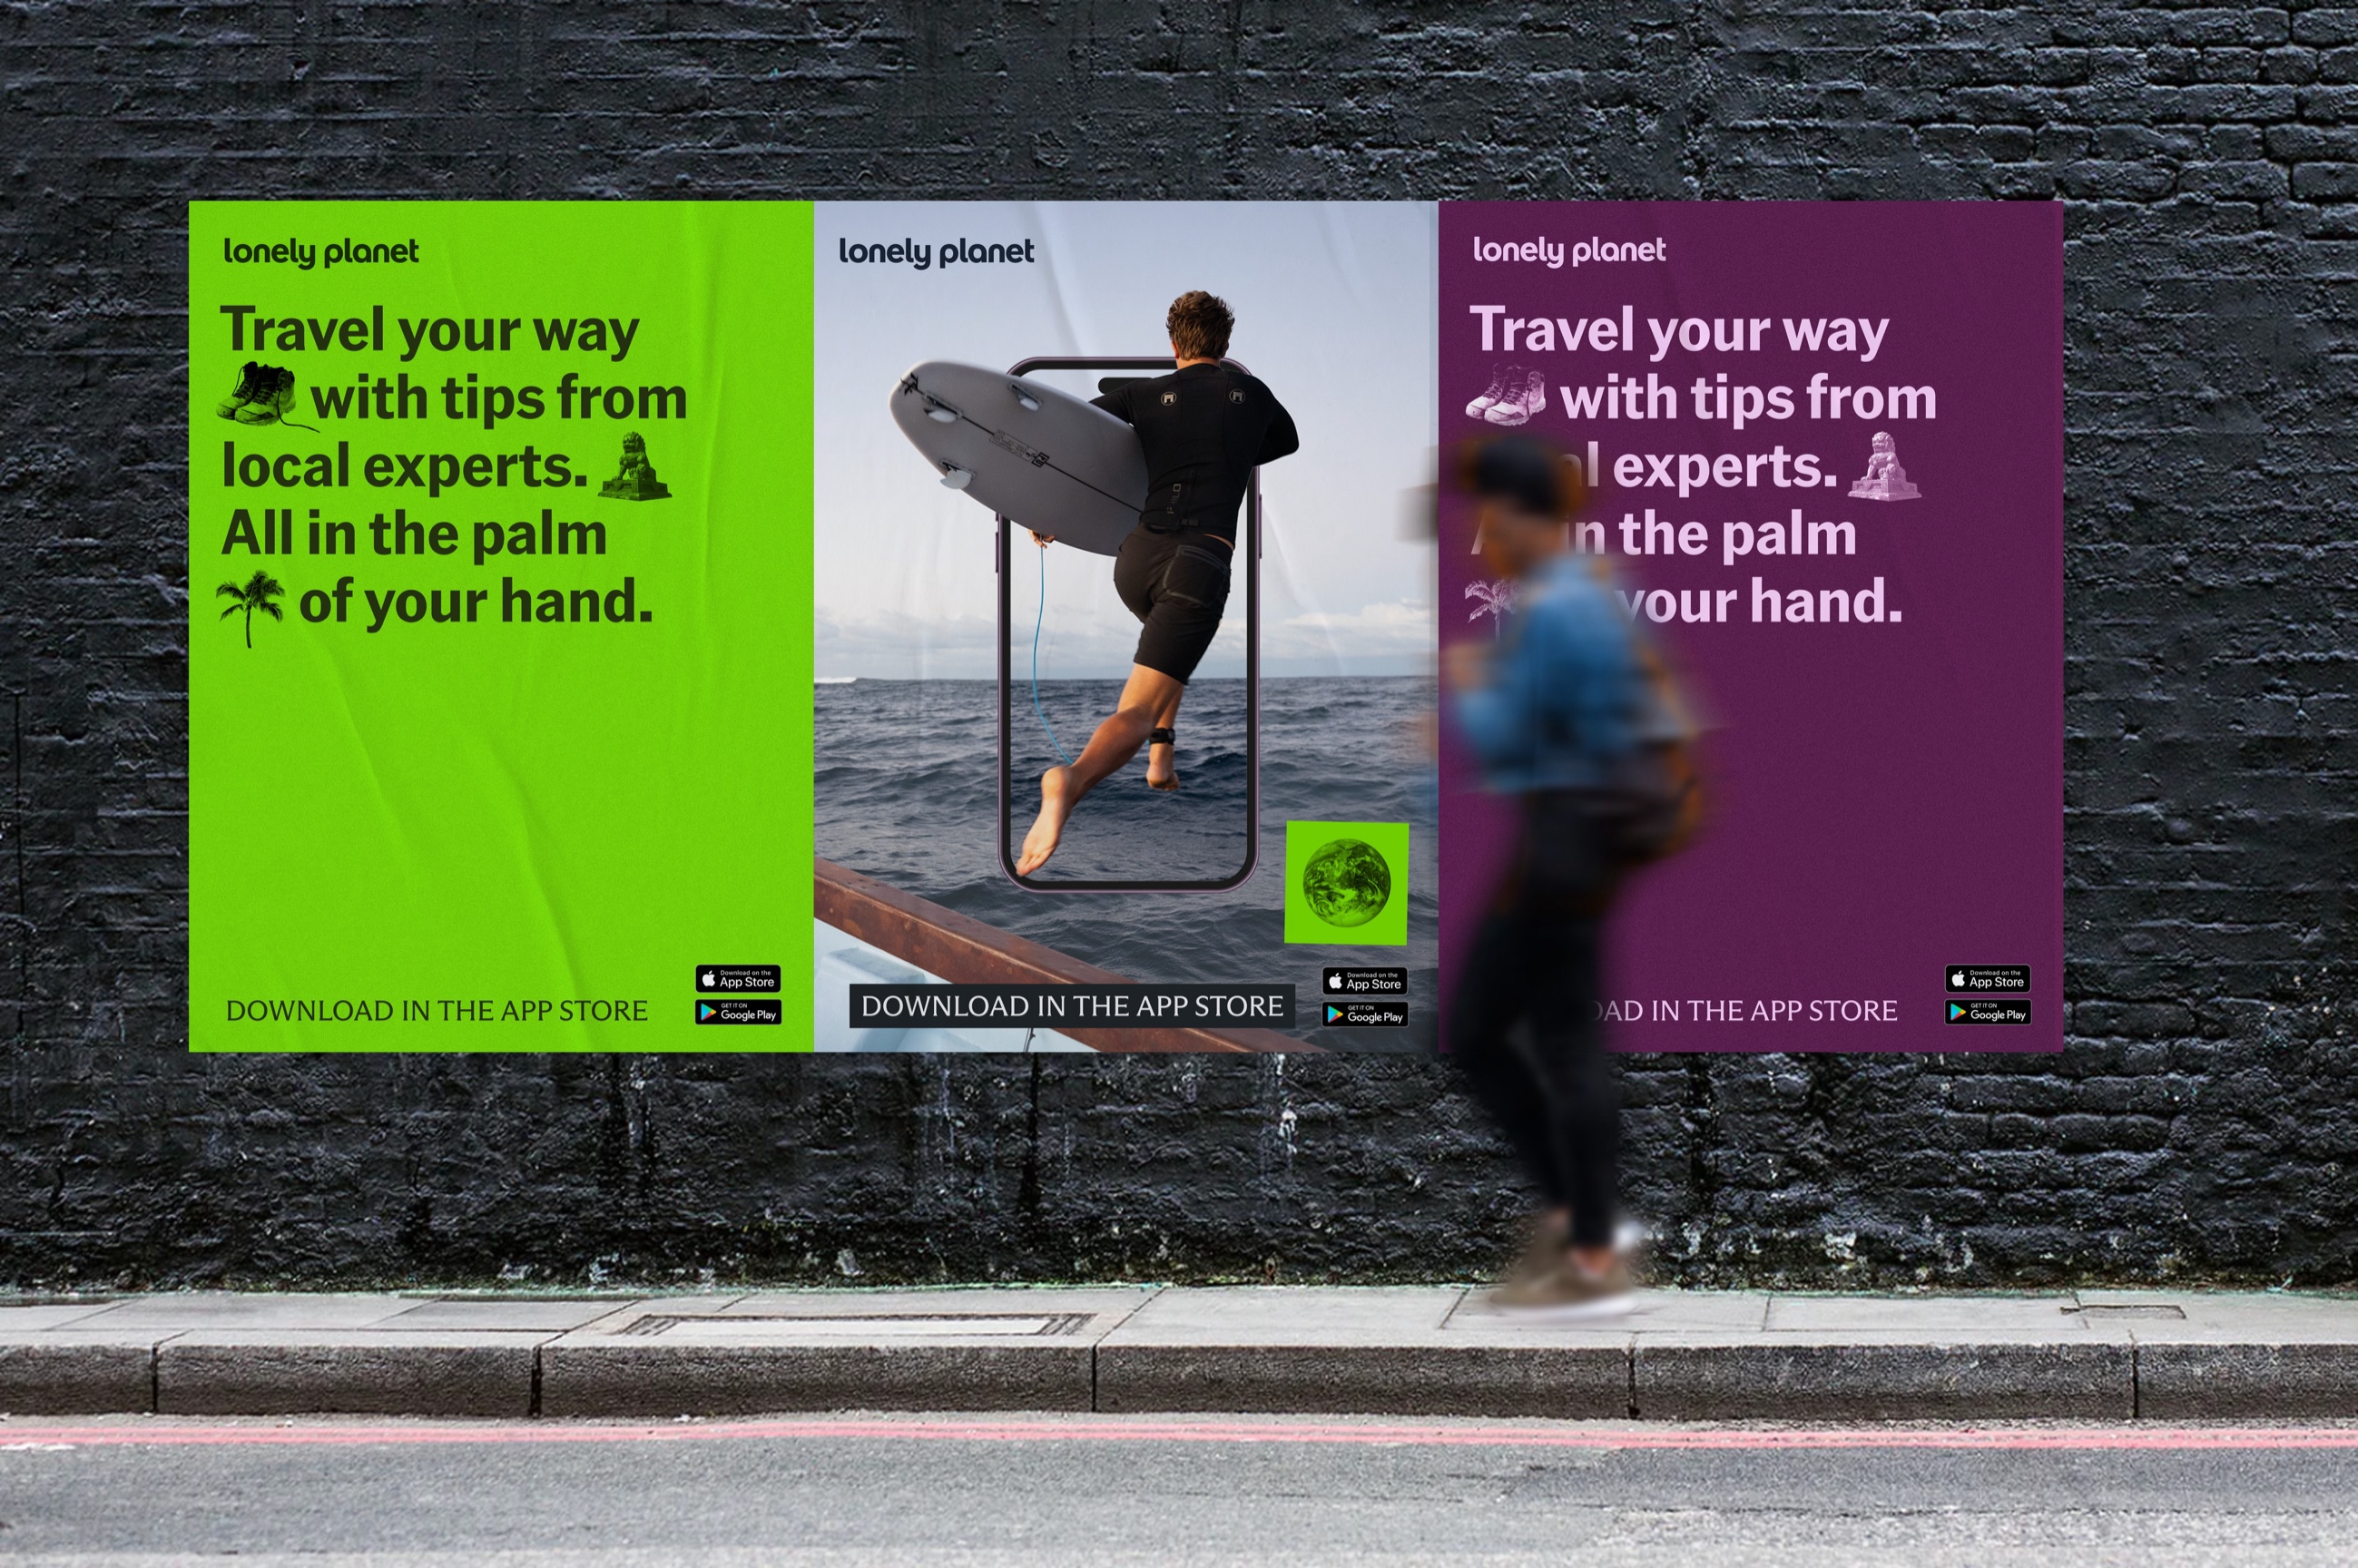 lonely planet
Travel your way
with tips from
local experts.
All in the palm
of your hand.
DOWNLOAD IN THE APP STORE
Download on the
App Store
GET IT ON
Google Play
lonely planet
DOWNLOAD IN THE APP STORE
Download on the
App Store
GET IT ON
Google Play
lonely planet
Travel your way
with tips from
al experts.
in the palm
your hand.
OAD IN THE APP STORE
Download on the
App Store
GET IT ON
Google Play